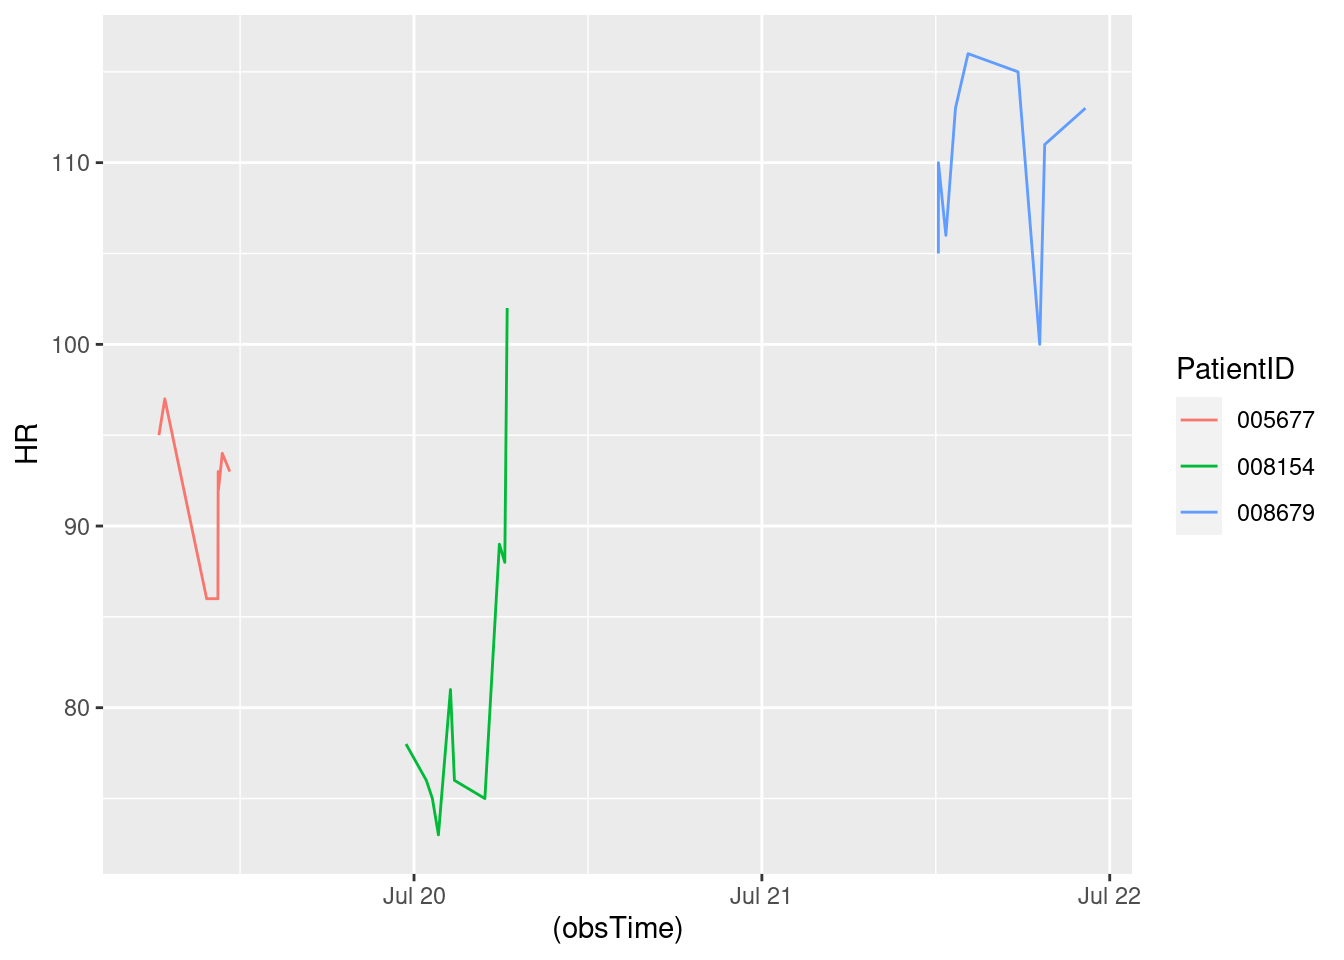 110
100
90
80
HR
Jul 20
Jul 21
Jul 22
(obsTime)
PatientID
005677
008154
008679